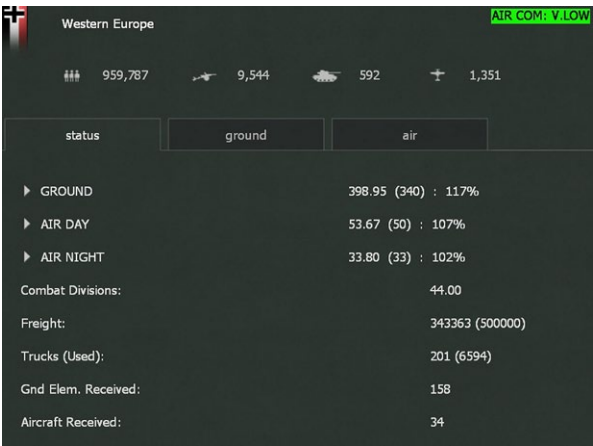 AIR COM: V.LOW
Western Europe
959,787 9,544 592 1,351
status ground air
GROUND 398.95 (340) : 117%
AIR DAY 53.67 (50) : 107%
AIR NIGHT 33.80 (33) : 102%
Combat Divisions: 44.00
Freight: 343363 (500000)
Trucks (Used): 201 (6594)
Gnd Elem. Received: 158
Aircraft Received: 34